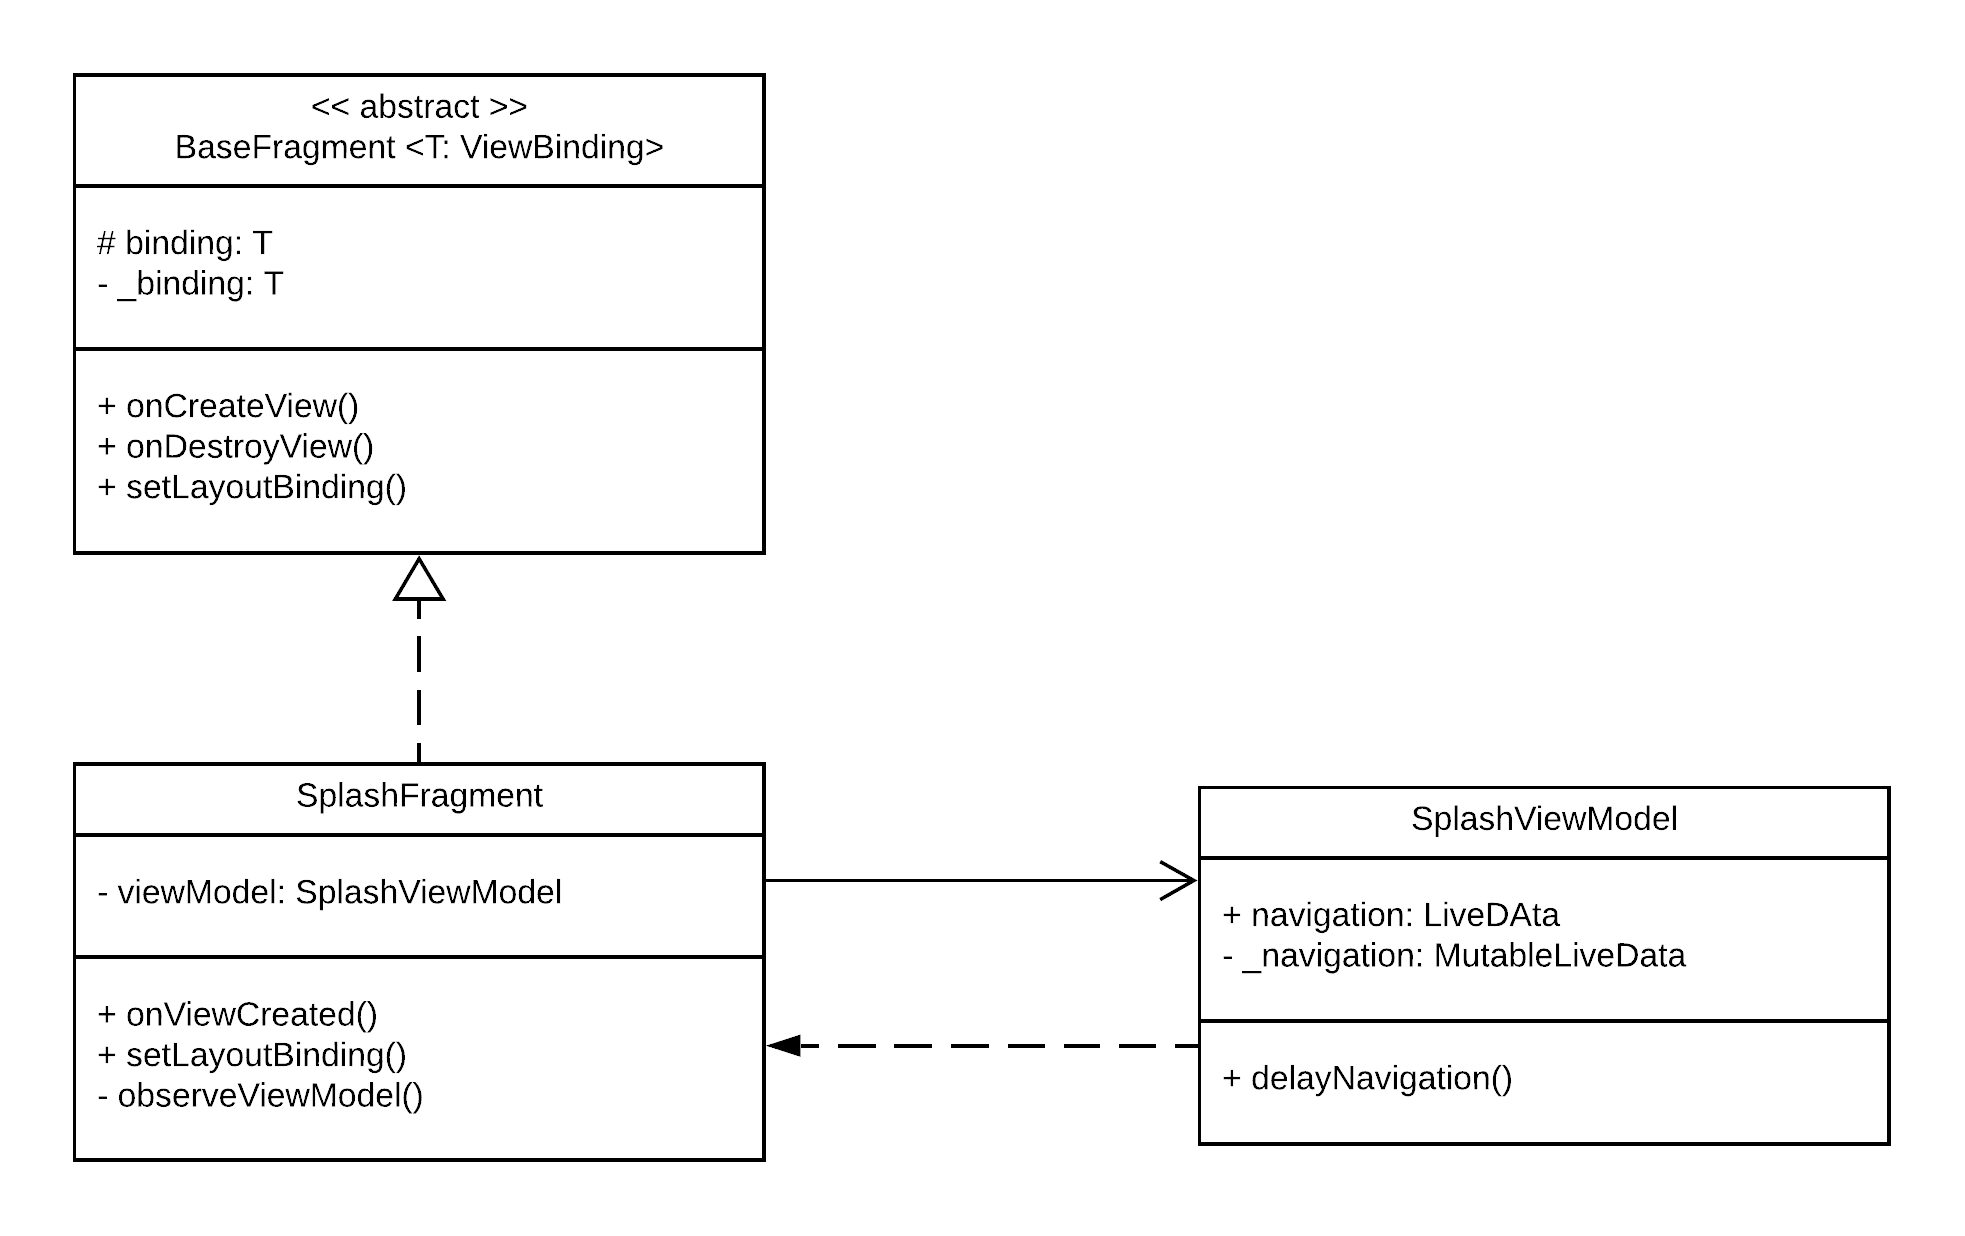 << abstract >>
BaseFragment <T: ViewBinding>
# binding: T
- _binding: T
+ onCreateView()
+ onDestroyView()
+ setLayoutBinding()
SplashFragment
- viewModel: SplashViewModel
+ onViewCreated()
+ setLayoutBinding()
- observeViewModel()
SplashViewModel
+ navigation: LiveDAta
- _navigation: MutableLiveData
+ delayNavigation()